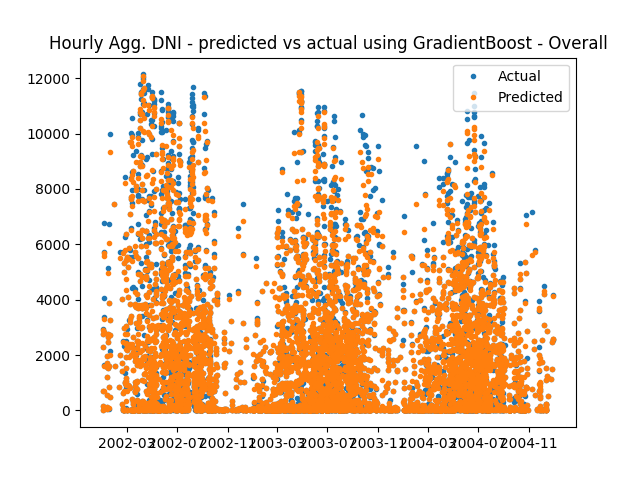 Hourly Agg. DNI - predicted vs actual using GradientBoost - Overall
Actual
Predicted
12000
10000
8000
6000
4000
2000
0
2002-03 2002-07 2002-11 2003-03 2003-07 2003-11 2004-03 2004-07 2004-11